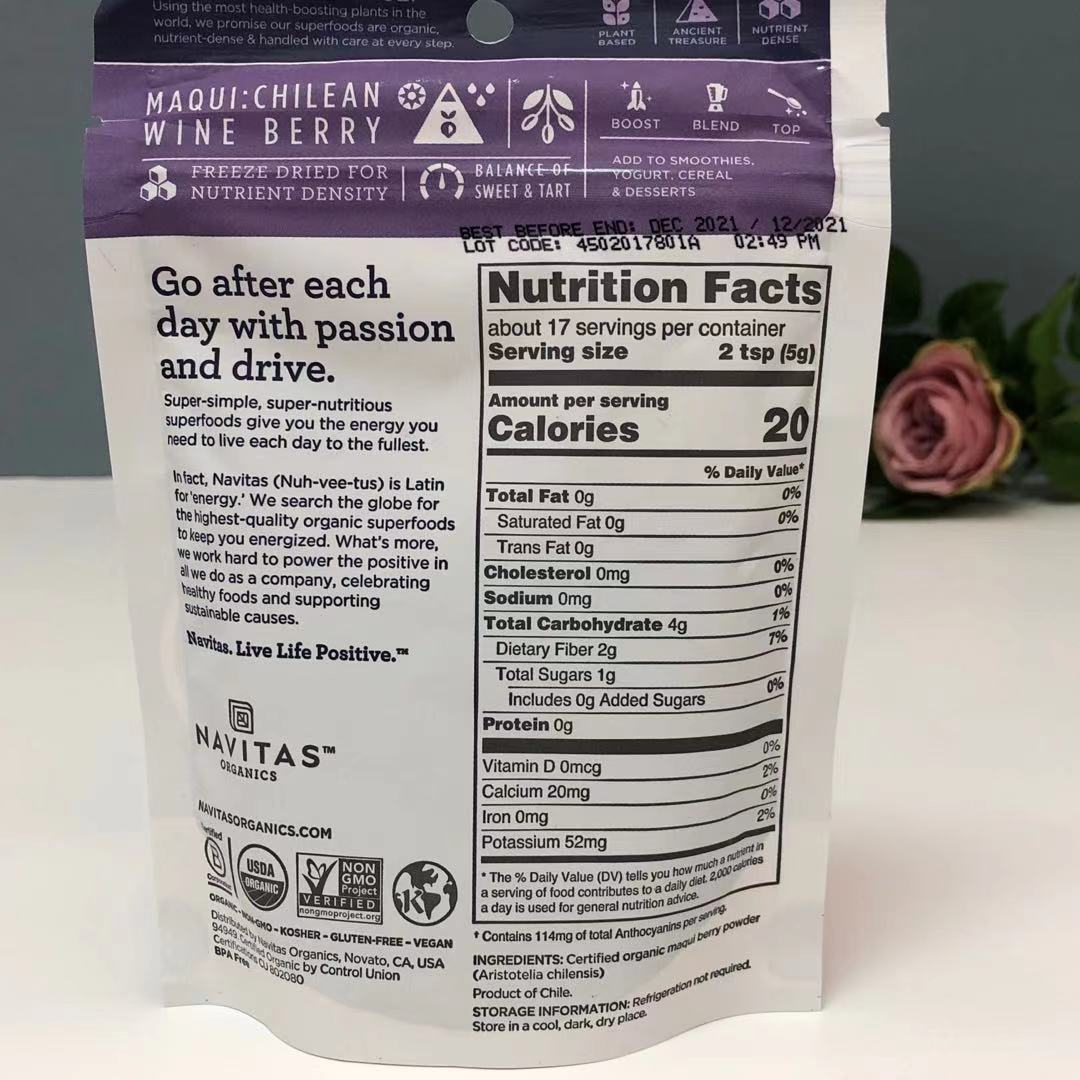 Using the most health-boosting plants in the
world, we promise our superfoods are organic,
nutrient-dense & handled with care at every step.
PLANT
BASED
ANCIENT
TREASURE
NUTRIENT
DENSE
MAQUI:CHILEAN
WINE BERRY
FREEZE DRIED FOR
NUTRIENT DENSITY
BALANCE OF
SWEET & TART
BOOST
BLEND
TOP
ADD TO SMOOTHIES,
YOGURT, CEREAL
& DESSERTS
BEST BEFORE END: DEC 2021 / 12/2021
LOT CODE: 4502017801A 02:49 PM
Go after each
day with passion
and drive.
Super-simple, super-nutritious
superfoods give you the energy you
need to live each day to the fullest.
In fact, Navitas (Nuh-vee-tus) is Latin
for 'energy.' We search the globe for
the highest-quality organic superfoods
to keep you energized. What's more,
we work hard to power the positive in
all we do as a company, celebrating
healthy foods and supporting
sustainable causes.
Navitas. Live Life Positive.™
NAVITAS™
ORGANICS
NAVITASORGANICS.COM
Certified
B
Corporation
USDA
ORGANIC
NON
GMO
Project
VERIFIED
nongmoproject.org
K
ORGANIC - NON-GMO - KOSHER - GLUTEN-FREE - VEGAN
Distributed by Navitas Organics, Novato, CA, USA
94949 Certified Organic by Control Union
Certifications CU 802080
BPA Free
Nutrition Facts
about 17 servings per container
Serving size 2 tsp (5g)
Amount per serving
Calories 20
% Daily Value*
Total Fat 0g 0%
Saturated Fat 0g 0%
Trans Fat 0g
Cholesterol 0mg 0%
Sodium 0mg 0%
Total Carbohydrate 4g 1%
Dietary Fiber 2g 7%
Total Sugars 1g
Includes 0g Added Sugars 0%
Protein 0g
Vitamin D 0mcg 0%
Calcium 20mg 2%
Iron 0mg 0%
Potassium 52mg 2%
* The % Daily Value (DV) tells you how much a nutrient in
a serving of food contributes to a daily diet. 2,000 calories
a day is used for general nutrition advice.
† Contains 114mg of total Anthocyanins per serving.
INGREDIENTS: Certified organic maqui berry powder
(Aristotelia chilensis)
Product of Chile.
STORAGE INFORMATION: Refrigeration not required.
Store in a cool, dark, dry place.